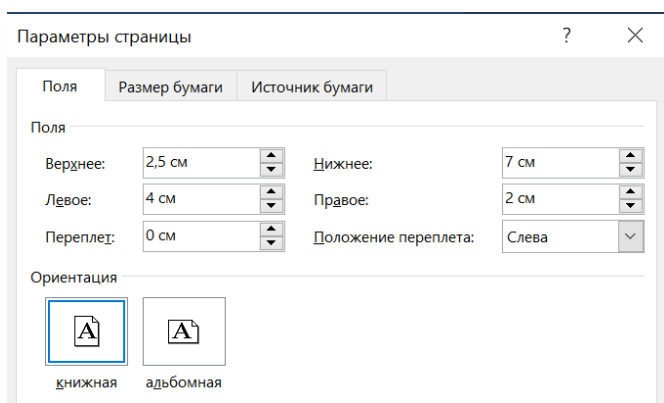 Параметры страницы ?
Поля Размер бумаги Источник бумаги
Поля
Верхнее: 2,5 см Нижнее: 7 см
Левое: 4 см Правое: 2 см
Переплет: 0 см Положение переплета: Слева
Ориентация
A A
книжная альбомная